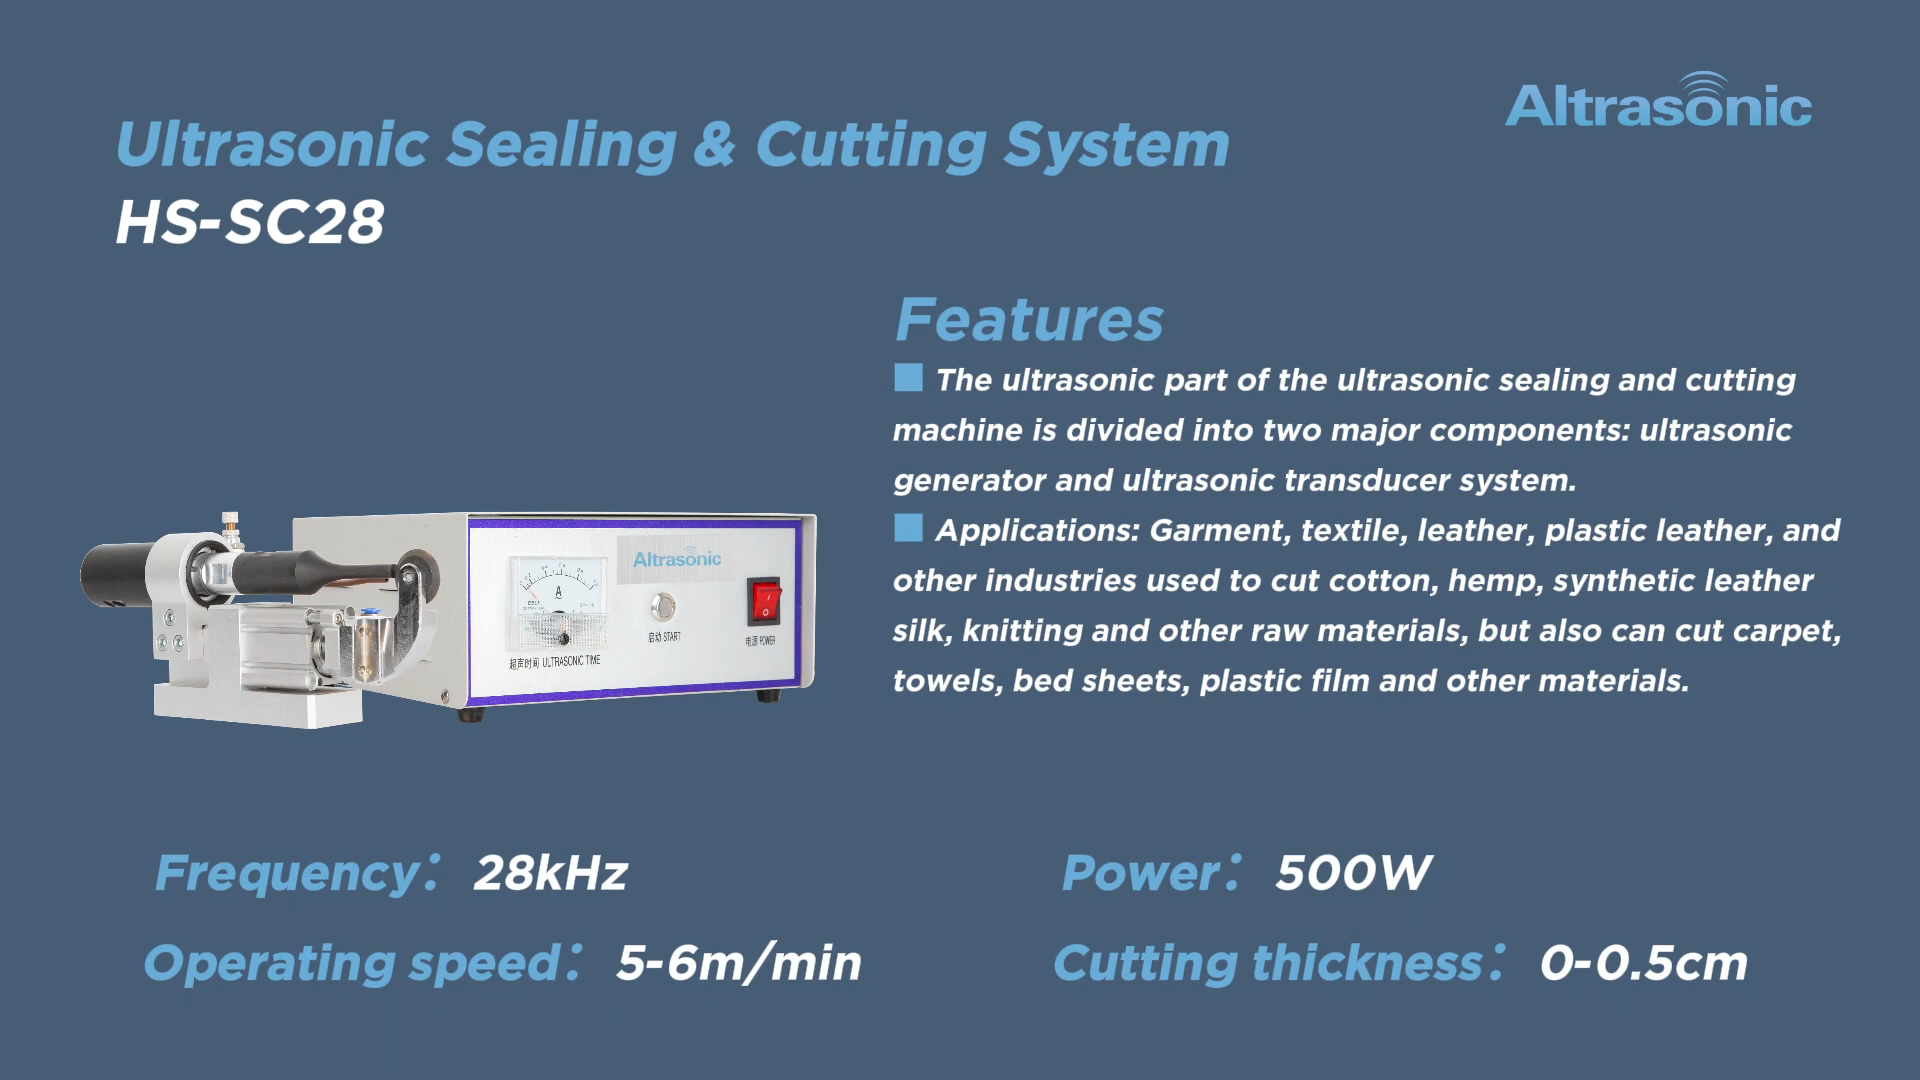 Altrasonic
Ultrasonic Sealing & Cutting System
HS-SC28
Features
The ultrasonic part of the ultrasonic sealing and cutting
machine is divided into two major components: ultrasonic
generator and ultrasonic transducer system.
Applications: Garment, textile, leather, plastic leather, and
other industries used to cut cotton, hemp, synthetic leather
silk, knitting and other raw materials, but also can cut carpet,
towels, bed sheets, plastic film and other materials.
Altrasonic
A
启动 START
电源 POWER
超声时间 ULTRASONIC TIME
Frequency: 28kHz
Power: 500W
Operating speed: 5-6m/min
Cutting thickness: 0-0.5cm